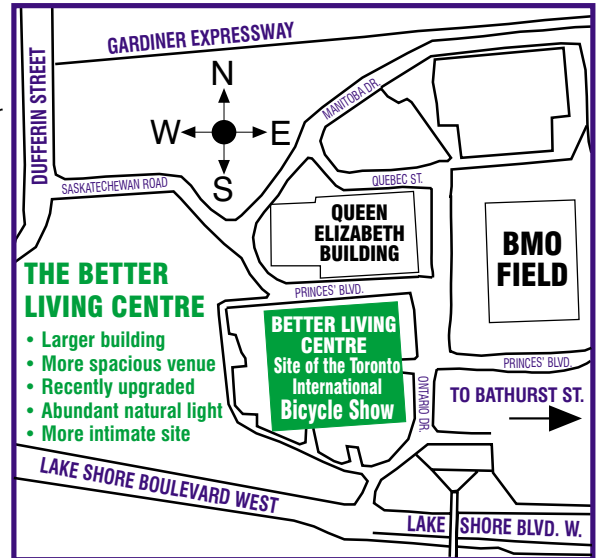 GARDINER EXPRESSWAY
DUFFERIN STREET
N
W
E
S
MANITOBA DR.
SASKATCHEWAN ROAD
QUEBEC ST.
QUEEN
ELIZABETH
BUILDING
BMO
FIELD
THE BETTER
LIVING CENTRE
• Larger building
• More spacious venue
• Recently upgraded
• Abundant natural light
• More intimate site
PRINCES' BLVD.
BETTER LIVING
CENTRE
Site of the Toronto
International
Bicycle Show
PRINCES' BLVD.
ONTARIO DR.
TO BATHURST ST.
LAKE SHORE BOULEVARD WEST
LAKE SHORE BLVD. W.